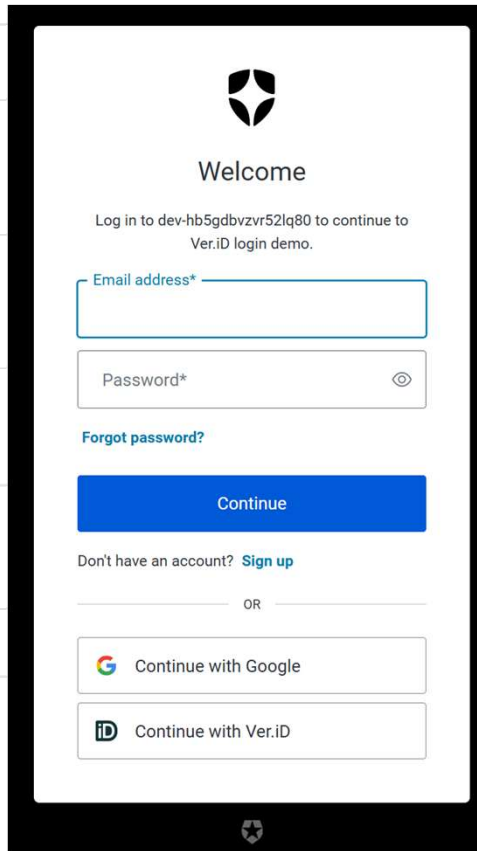 Welcome
Log in to dev-hb5gdbvzvr52lq80 to continue to
Ver.iD login demo.
Email address*
Password*
Forgot password?
Continue
Don't have an account? Sign up
OR
Continue with Google
iD Continue with Ver.iD